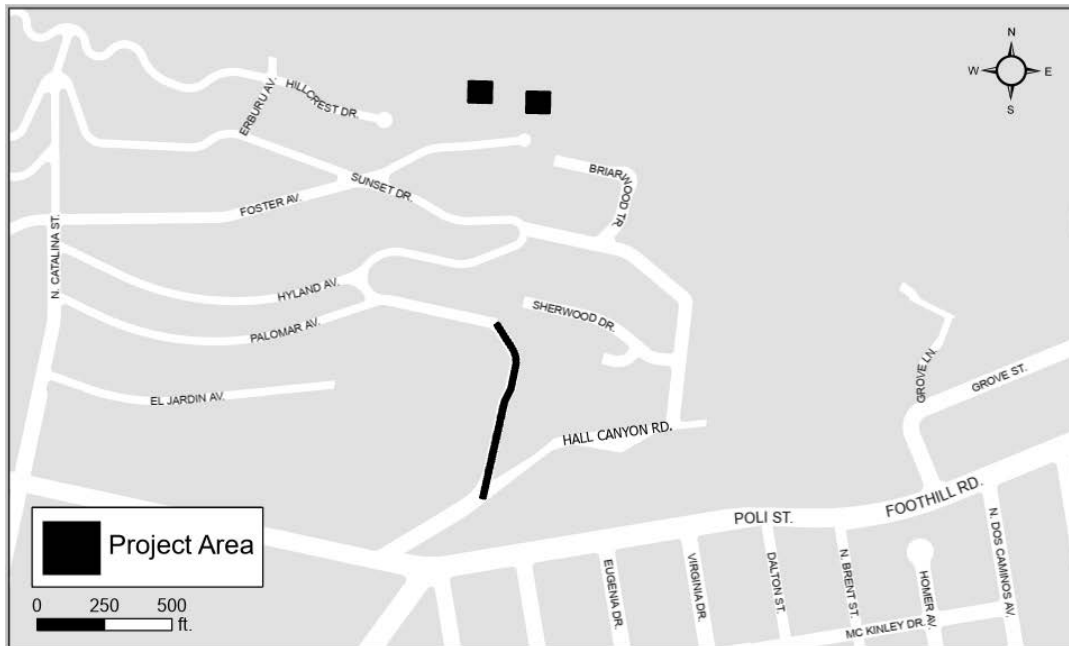 N
W E
S
ERBURU AV.
HILLCREST DR.
BRIARWOOD TR.
SUNSET DR.
FOSTER AV.
N. CATALINA ST.
HYLAND AV.
SHERWOOD DR.
PALOMAR AV.
GROVE LN.
GROVE ST.
EL JARDIN AV.
HALL CANYON RD.
FOOTHILL RD.
POLI ST.
N. DOS CAMINOS AV.
Project Area
EUGENIA DR.
VIRGINIA DR.
DALTON ST.
N. BRENT ST.
HOMER AV.
MC KINLEY DR.
0 250 500
ft.